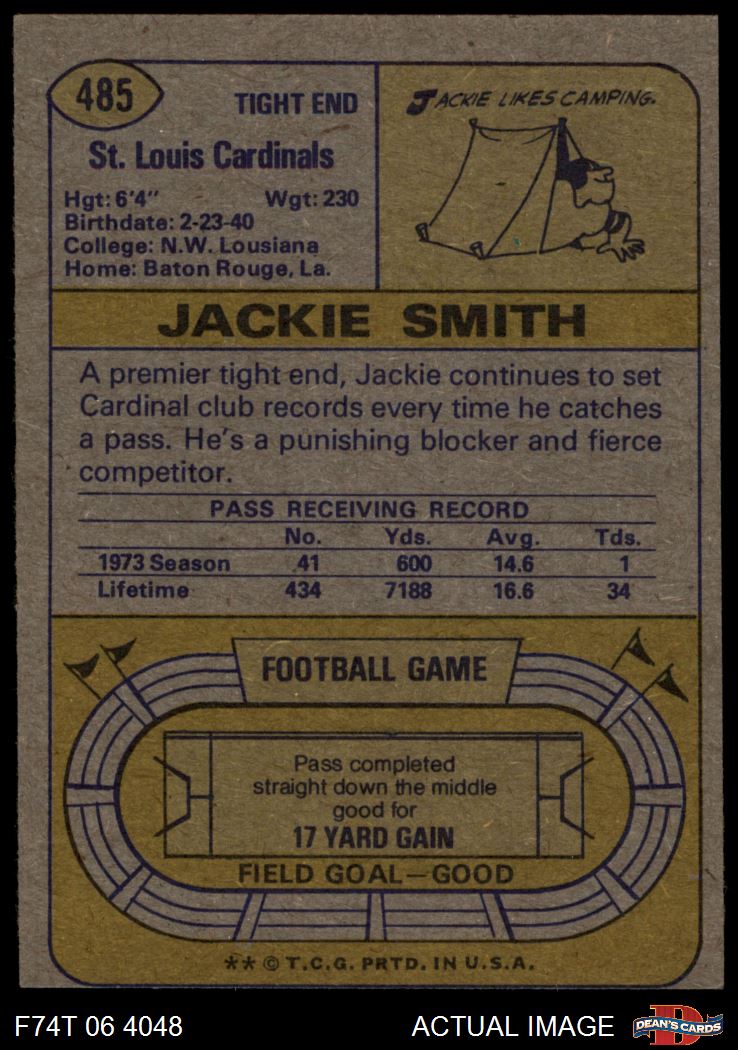 485
TIGHT END
St. Louis Cardinals
Hgt: 6'4" Wgt: 230
Birthdate: 2-23-40
College: N.W. Lousiana
Home: Baton Rouge, La.
JACKIE LIKES CAMPING.
JACKIE SMITH
A premier tight end, Jackie continues to set
Cardinal club records every time he catches
a pass. He's a punishing blocker and fierce
competitor.
PASS RECEIVING RECORD
No. Yds. Avg. Tds.
1973 Season 41 600 14.6 1
Lifetime 434 7188 16.6 34
FOOTBALL GAME
Pass completed
straight down the middle
good for
17 YARD GAIN
FIELD GOAL—GOOD
** © T.C.G. PRTD. IN U.S.A.
F74T 06 4048 ACTUAL IMAGE
D
DEAN'S CARDS